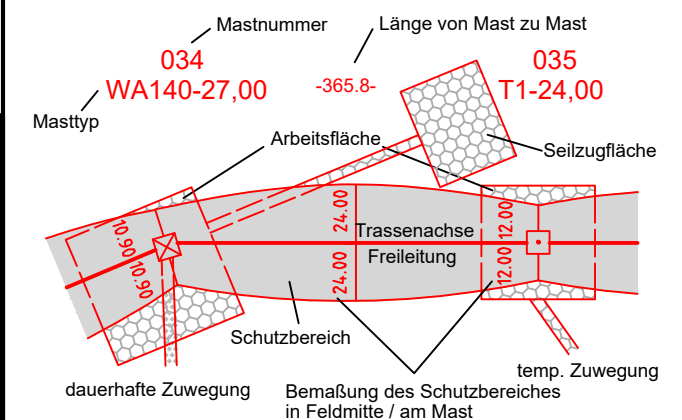 Mastnummer
Länge von Mast zu Mast
034
035
WA140-27,00
-365.8-
T1-24,00
Masttyp
Arbeitsfläche
Seilzugfläche
10.90
10.90
24.00
24.00
Trassenachse
Freileitung
12.00
12.00
Schutzbereich
dauerhafte Zuwegung
temp. Zuwegung
Bemaßung des Schutzbereiches
in Feldmitte / am Mast